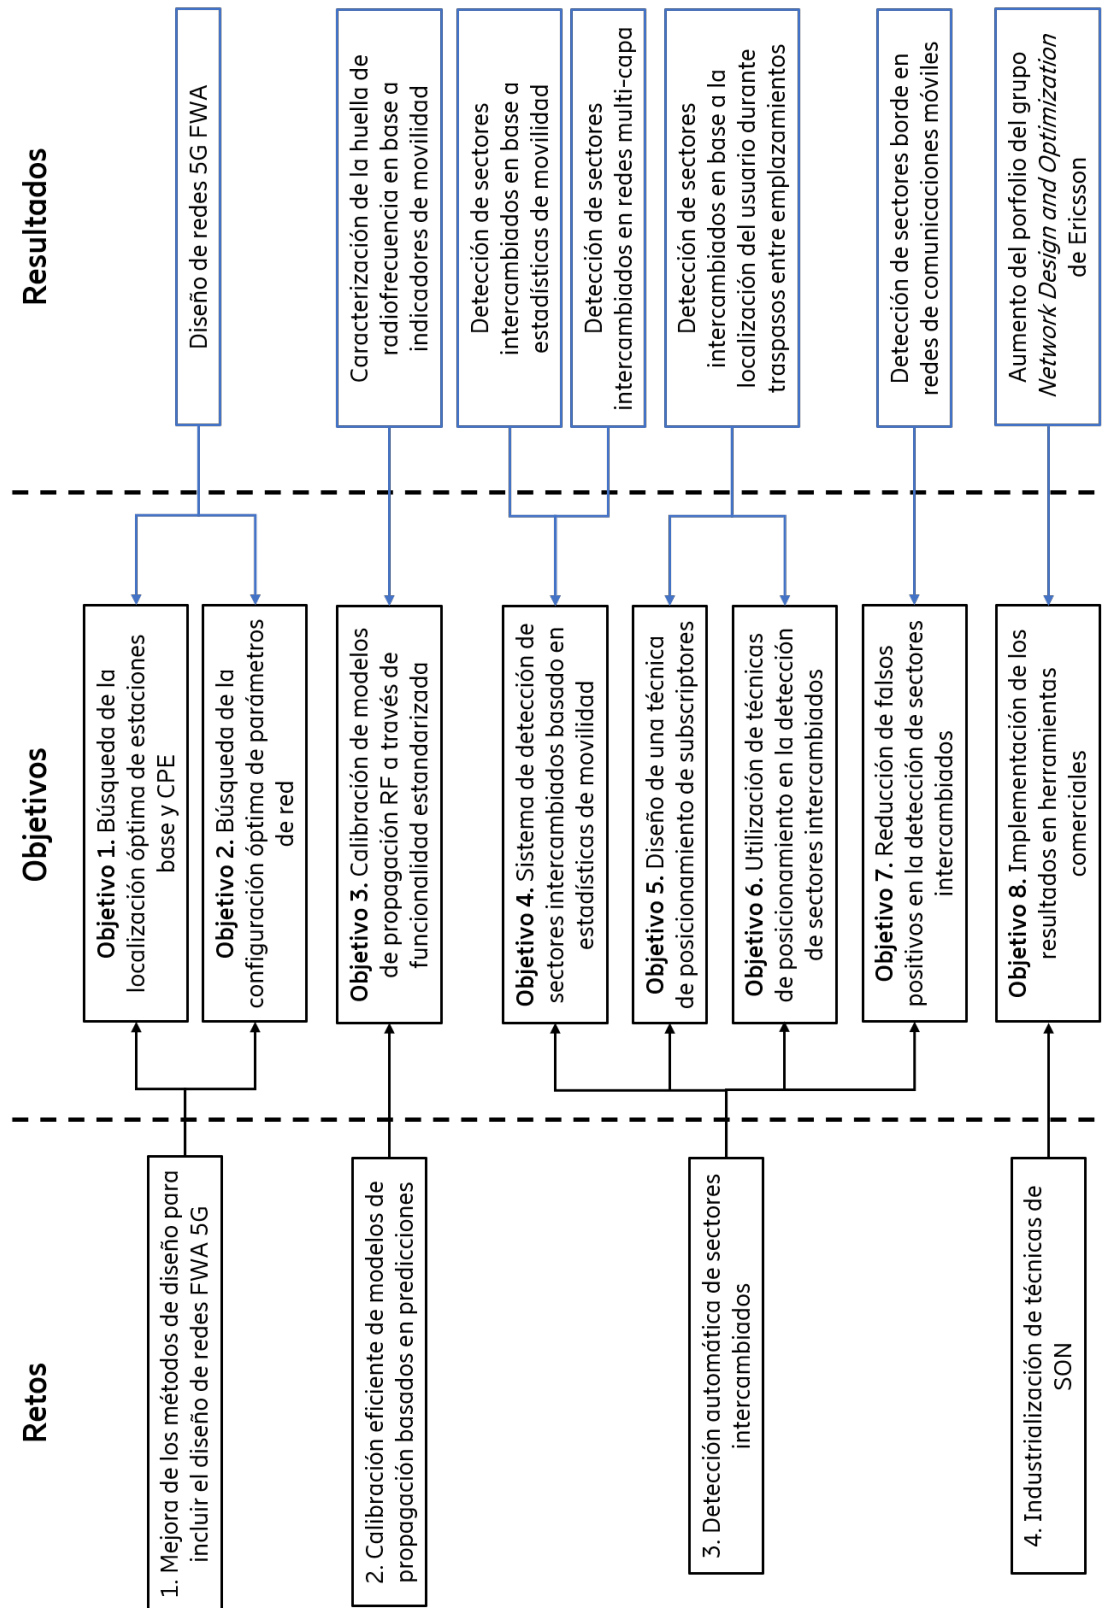 Retos
Objetivos
Resultados
1. Mejora de los métodos de diseño para
incluir el diseño de redes FWA 5G
2. Calibración eficiente de modelos de
propagación basados en predicciones
3. Detección automática de sectores
intercambiados
4. Industrialización de técnicas de
SON
Objetivo 1. Búsqueda de la
localización óptima de estaciones
base y CPE
Objetivo 2. Búsqueda de la
configuración óptima de parámetros
de red
Objetivo 3. Calibración de modelos
de propagación RF a través de
funcionalidad estandarizada
Objetivo 4. Sistema de detección de
sectores intercambiados basado en
estadísticas de movilidad
Objetivo 5. Diseño de una técnica
de posicionamiento de subscriptores
Objetivo 6. Utilización de técnicas
de posicionamiento en la detección
de sectores intercambiados
Objetivo 7. Reducción de falsos
positivos en la detección de sectores
intercambiados
Objetivo 8. Implementación de los
resultados en herramientas
comerciales
Diseño de redes 5G FWA
Caracterización de la huella de
radiofrecuencia en base a
indicadores de movilidad
Detección de sectores
intercambiados en base a
estadísticas de movilidad
Detección de sectores
intercambiados en redes multi-capa
Detección de sectores
intercambiados en base a la
localización del usuario durante
traspasos entre emplazamientos
Detección de sectores borde en
redes de comunicaciones móviles
Aumento del porfolio del grupo
Network Design and Optimization
de Ericsson